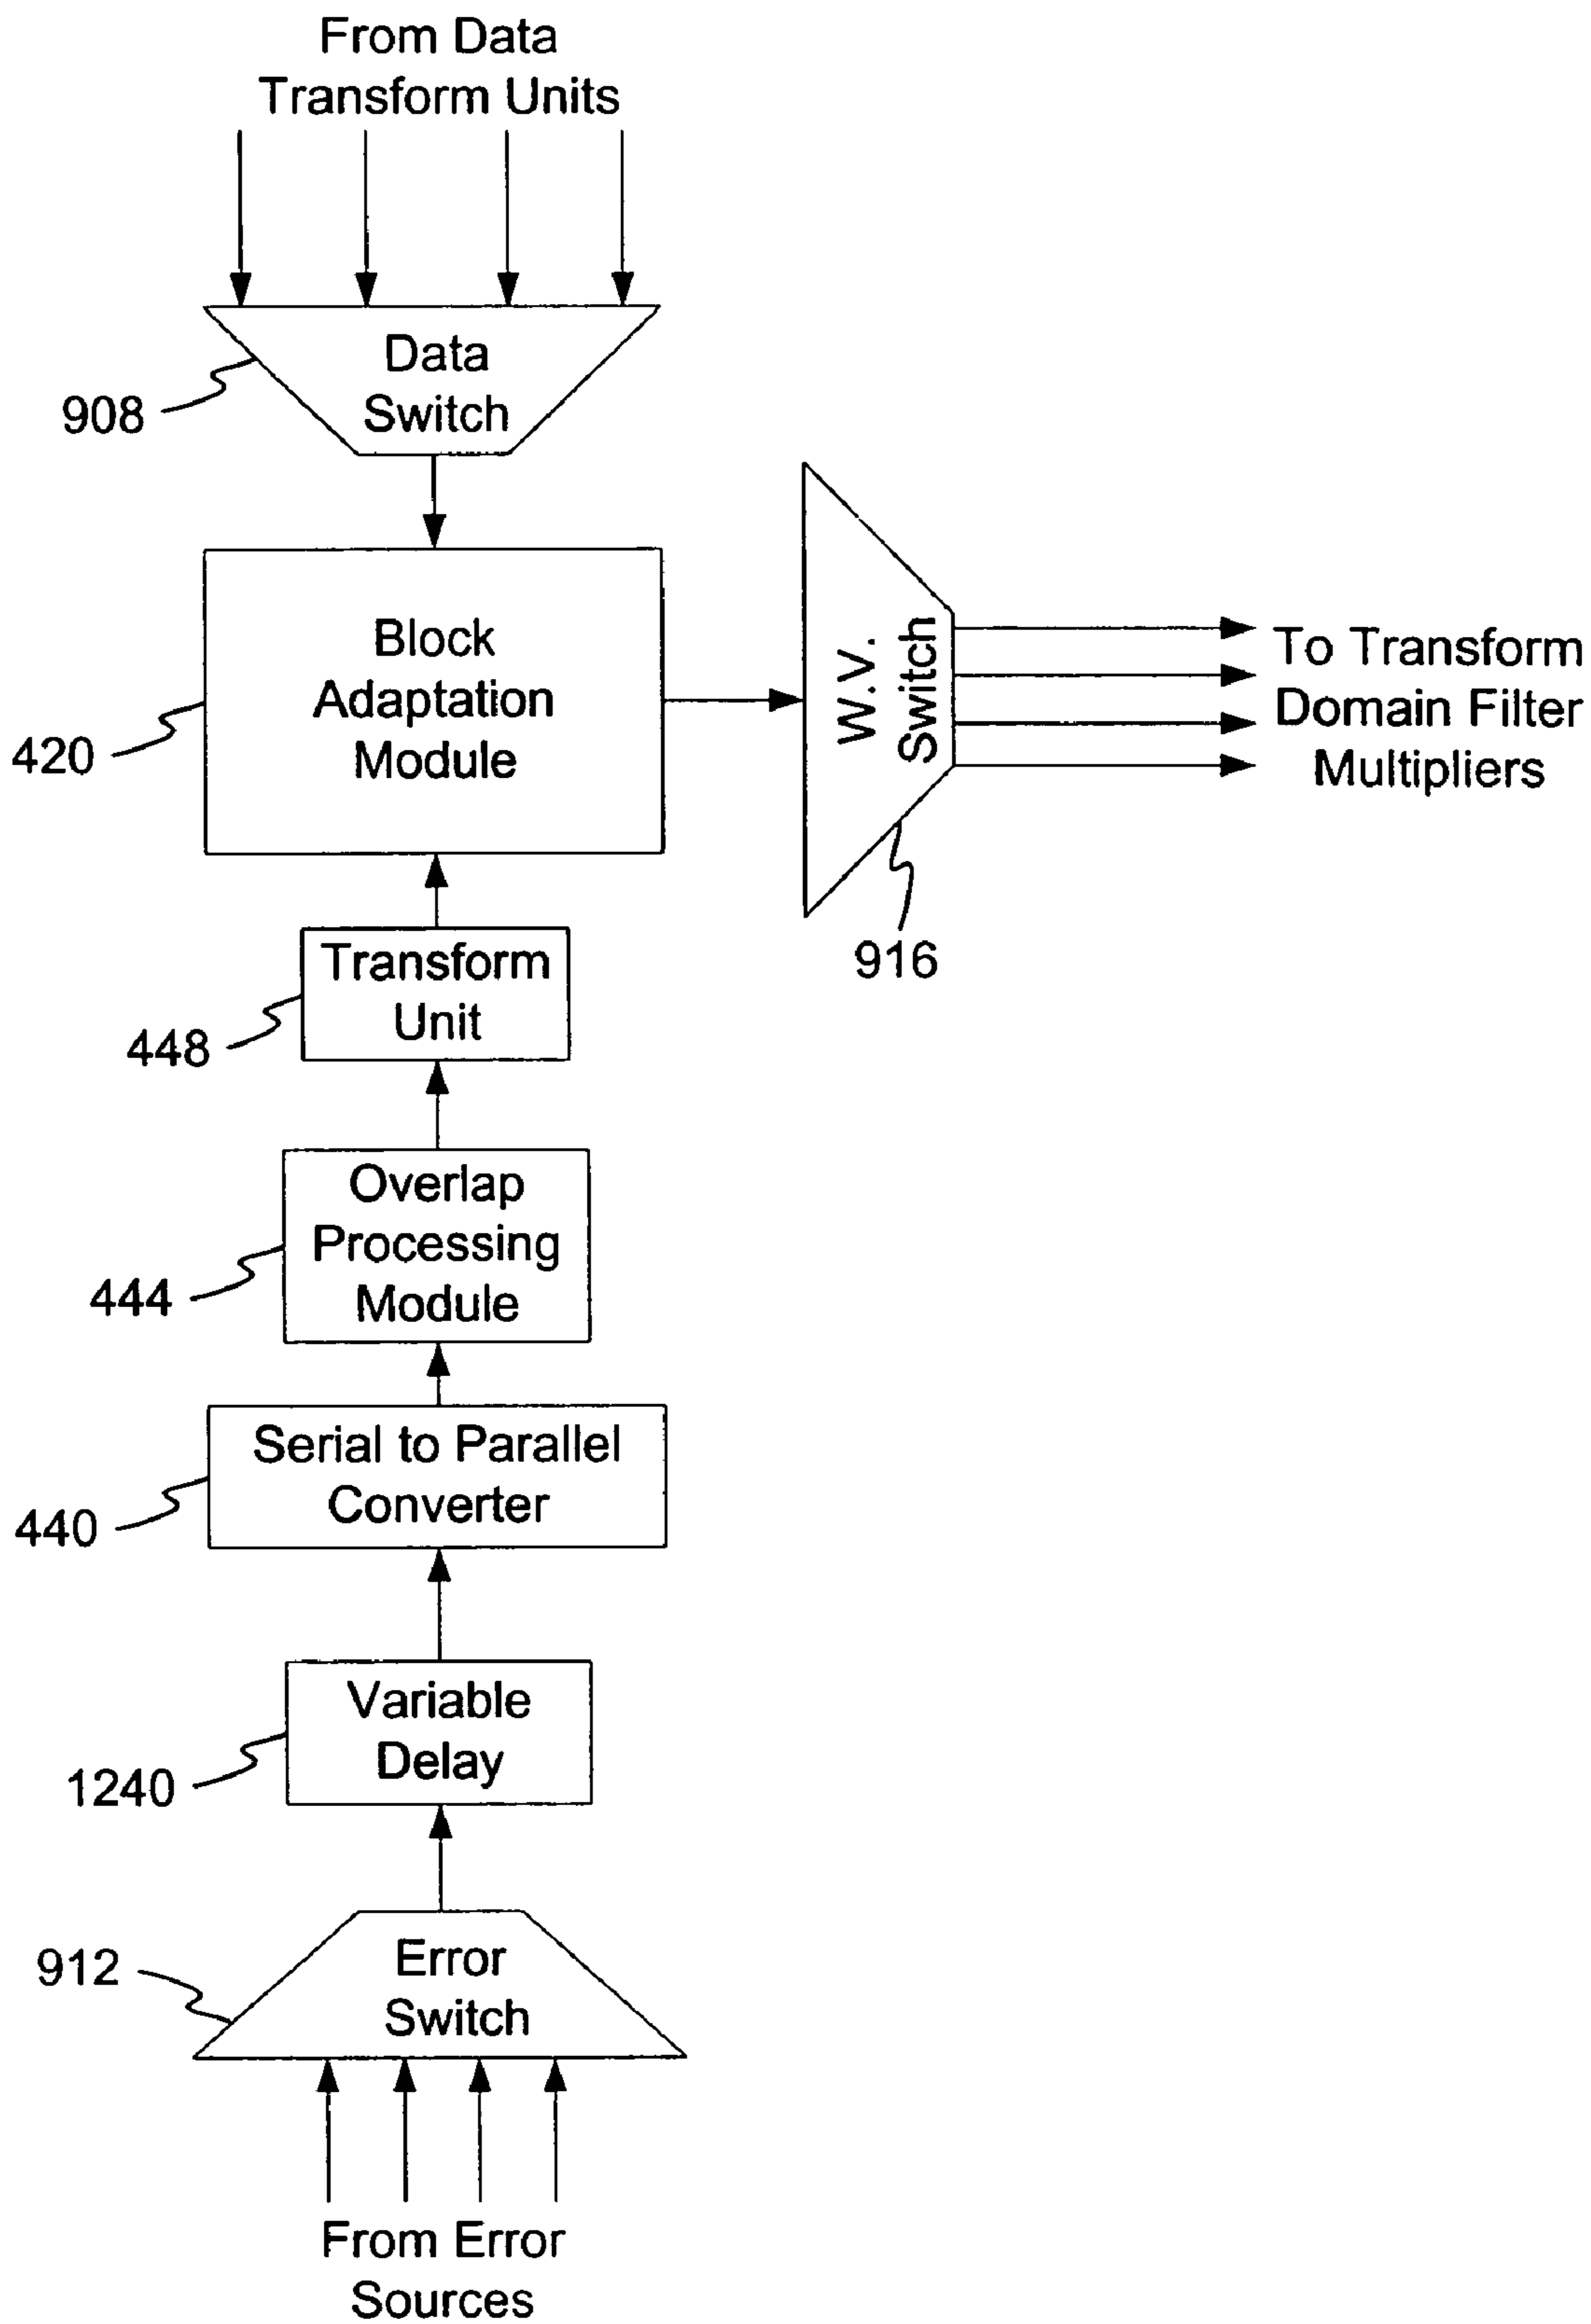 From Data
Transform Units
Data
Switch
908
Block
Adaptation
Module
420
W.V.
Switch
To Transform
Domain Filter
Multipliers
916
Transform
Unit
448
Overlap
Processing
Module
444
Serial to Parallel
Converter
440
Variable
Delay
1240
Error
Switch
912
From Error
Sources